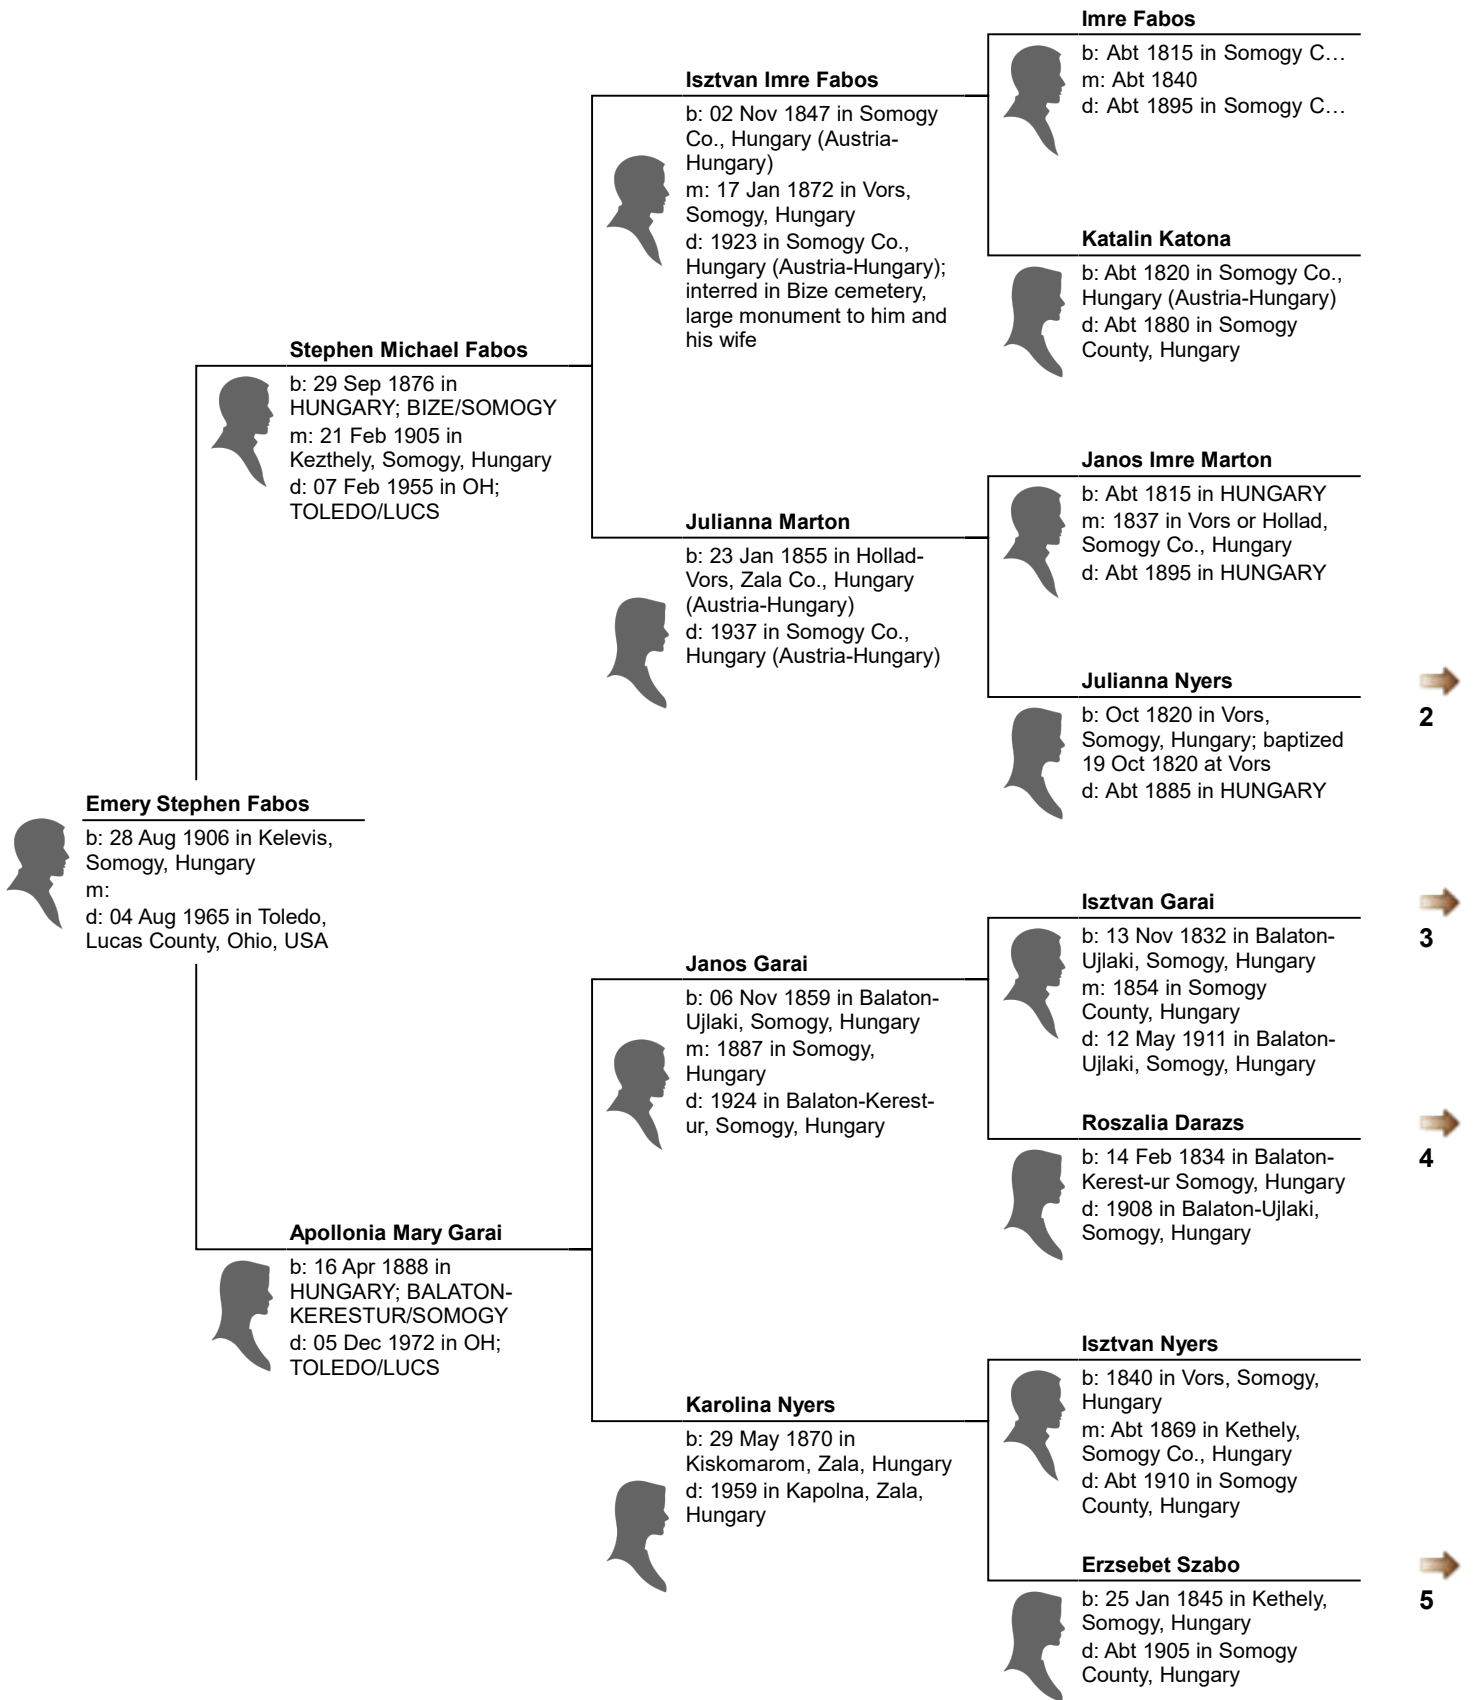 Imre Fabos
b: Abt 1815 in Somogy C…
m: Abt 1840
d: Abt 1895 in Somogy C…
Isztvan Imre Fabos
b: 02 Nov 1847 in Somogy
Co., Hungary (Austria-
Hungary)
m: 17 Jan 1872 in Vors,
Somogy, Hungary
d: 1923 in Somogy Co.,
Hungary (Austria-Hungary);
interred in Bize cemetery,
large monument to him and
his wife
Katalin Katona
b: Abt 1820 in Somogy Co.,
Hungary (Austria-Hungary)
d: Abt 1880 in Somogy
County, Hungary
Stephen Michael Fabos
b: 29 Sep 1876 in
HUNGARY; BIZE/SOMOGY
m: 21 Feb 1905 in
Kezthely, Somogy, Hungary
d: 07 Feb 1955 in OH;
TOLEDO/LUCS
Janos Imre Marton
b: Abt 1815 in HUNGARY
m: 1837 in Vors or Hollad,
Somogy Co., Hungary
d: Abt 1895 in HUNGARY
Julianna Marton
b: 23 Jan 1855 in Hollad-
Vors, Zala Co., Hungary
(Austria-Hungary)
d: 1937 in Somogy Co.,
Hungary (Austria-Hungary)
Julianna Nyers
b: Oct 1820 in Vors,
Somogy, Hungary; baptized
19 Oct 1820 at Vors
d: Abt 1885 in HUNGARY
2
Emery Stephen Fabos
b: 28 Aug 1906 in Kelevis,
Somogy, Hungary
m:
d: 04 Aug 1965 in Toledo,
Lucas County, Ohio, USA
Isztvan Garai
b: 13 Nov 1832 in Balaton-
Ujlaki, Somogy, Hungary
m: 1854 in Somogy
County, Hungary
d: 12 May 1911 in Balaton-
Ujlaki, Somogy, Hungary
3
Janos Garai
b: 06 Nov 1859 in Balaton-
Ujlaki, Somogy, Hungary
m: 1887 in Somogy,
Hungary
d: 1924 in Balaton-Kerest-
ur, Somogy, Hungary
Roszalia Darazs
b: 14 Feb 1834 in Balaton-
Kerest-ur Somogy, Hungary
d: 1908 in Balaton-Ujlaki,
Somogy, Hungary
4
Apollonia Mary Garai
b: 16 Apr 1888 in
HUNGARY; BALATON-
KERESTUR/SOMOGY
d: 05 Dec 1972 in OH;
TOLEDO/LUCS
Isztvan Nyers
b: 1840 in Vors, Somogy,
Hungary
m: Abt 1869 in Kethely,
Somogy Co., Hungary
d: Abt 1910 in Somogy
County, Hungary
Karolina Nyers
b: 29 May 1870 in
Kiskomarom, Zala, Hungary
d: 1959 in Kapolna, Zala,
Hungary
Erzsebet Szabo
b: 25 Jan 1845 in Kethely,
Somogy, Hungary
d: Abt 1905 in Somogy
County, Hungary
5